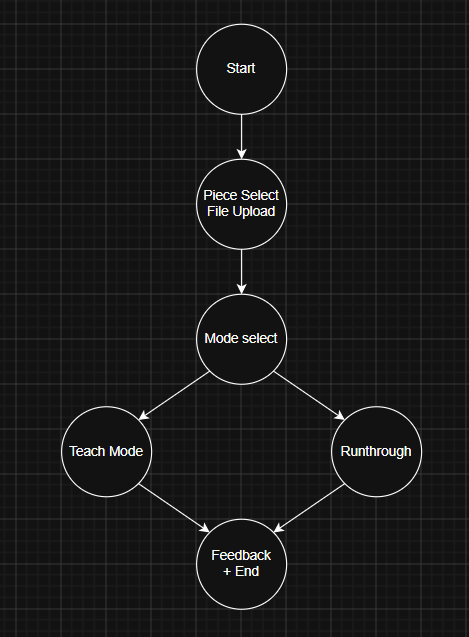 Start
Piece Select
File Upload
Mode select
Teach Mode
Runthrough
Feedback
+ End